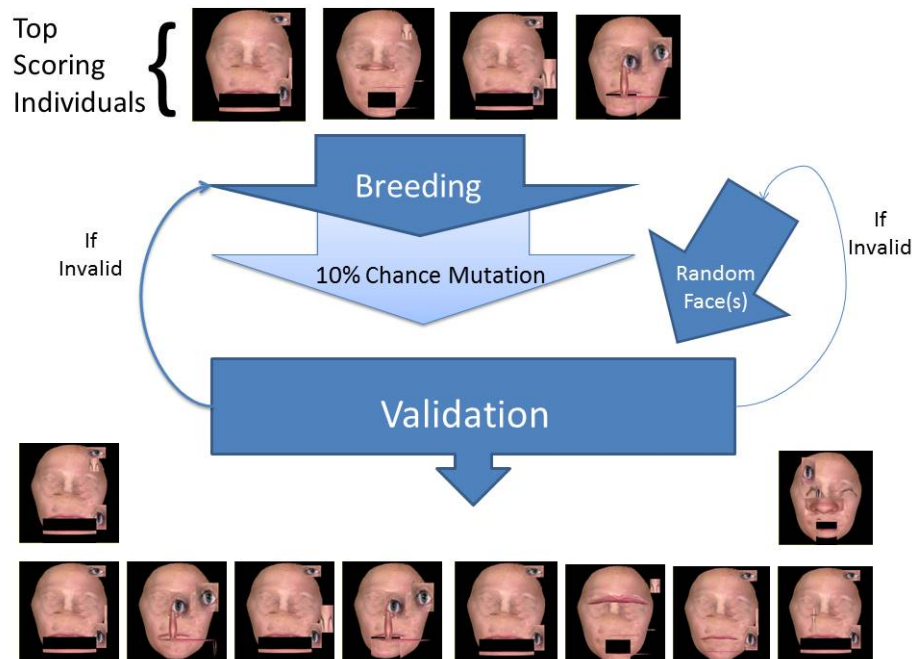 Top
Scoring
Individuals
Breeding
If
Invalid
10% Chance Mutation
Random
Face(s)
If
Invalid
Validation